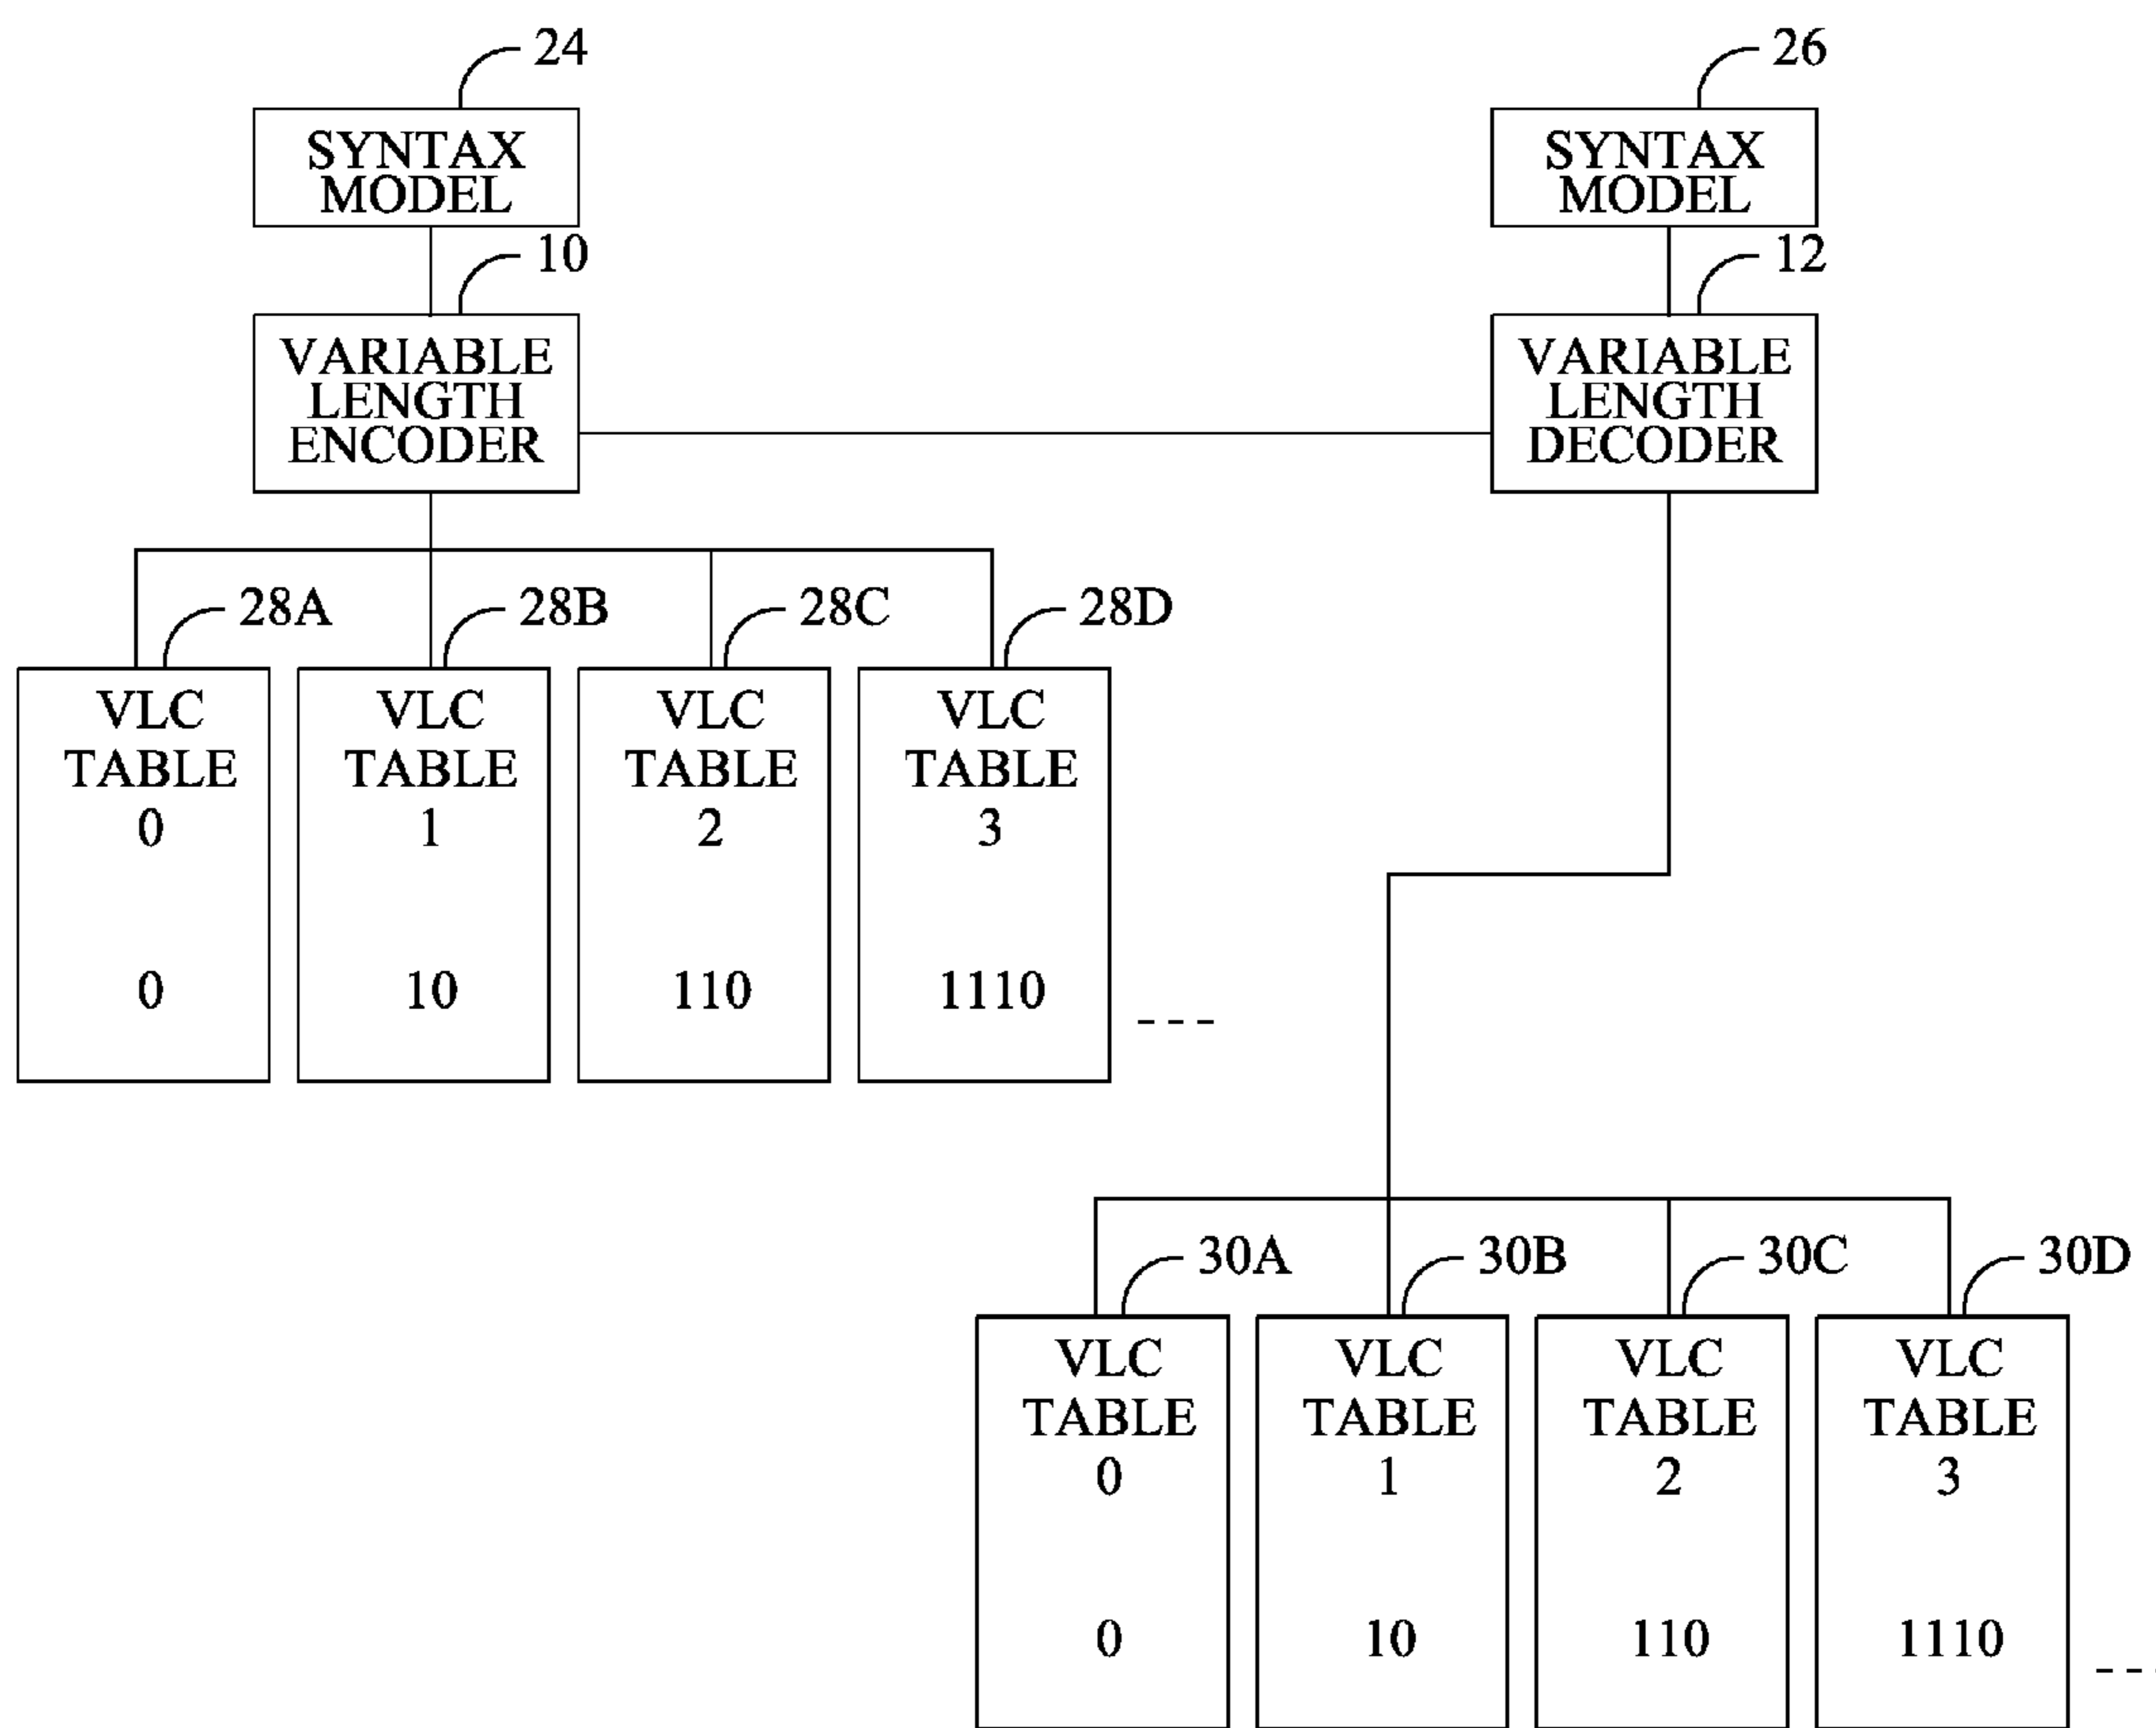 24
SYNTAX
MODEL
26
SYNTAX
MODEL
10
VARIABLE
LENGTH
ENCODER
12
VARIABLE
LENGTH
DECODER
28A
VLC
TABLE
0
0
28B
VLC
TABLE
1
10
28C
VLC
TABLE
2
110
28D
VLC
TABLE
3
1110
---
30A
VLC
TABLE
0
0
30B
VLC
TABLE
1
10
30C
VLC
TABLE
2
110
30D
VLC
TABLE
3
1110
---